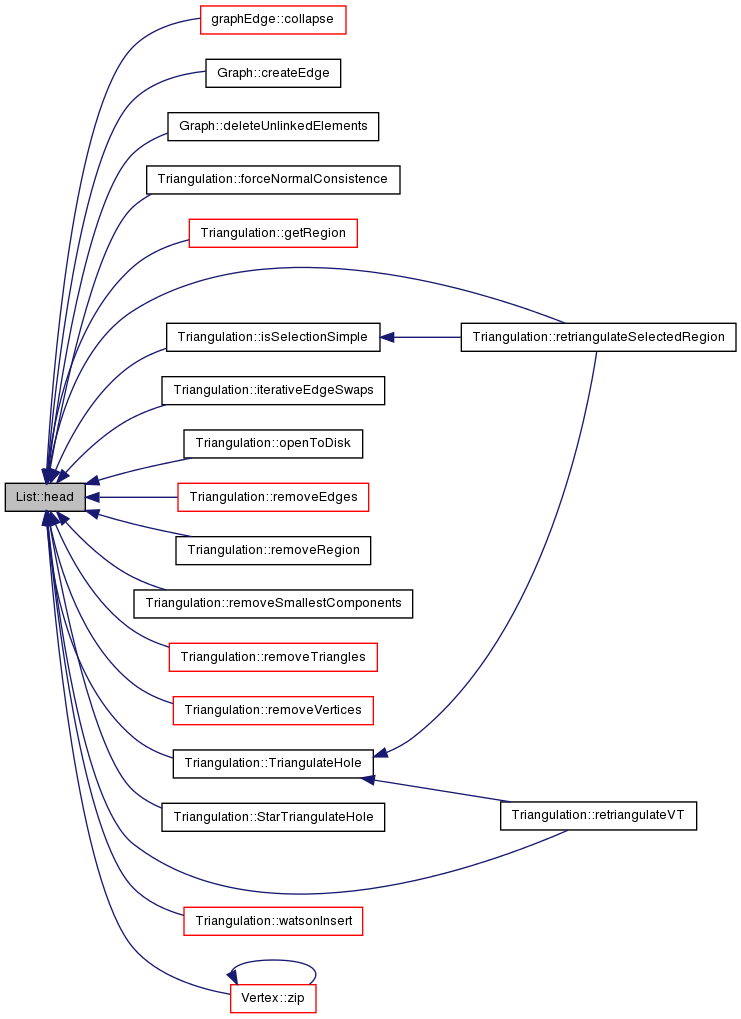 graphEdge::collapse
Graph::createEdge
Graph::deleteUnlinkedElements
Triangulation::forceNormalConsistence
Triangulation::getRegion
Triangulation::isSelectionSimple
Triangulation::retriangulateSelectedRegion
Triangulation::iterativeEdgeSwaps
Triangulation::openToDisk
List::head
Triangulation::removeEdges
Triangulation::removeRegion
Triangulation::removeSmallestComponents
Triangulation::removeTriangles
Triangulation::removeVertices
Triangulation::TriangulateHole
Triangulation::StarTriangulateHole
Triangulation::retriangulateVT
Triangulation::watsonInsert
Vertex::zip